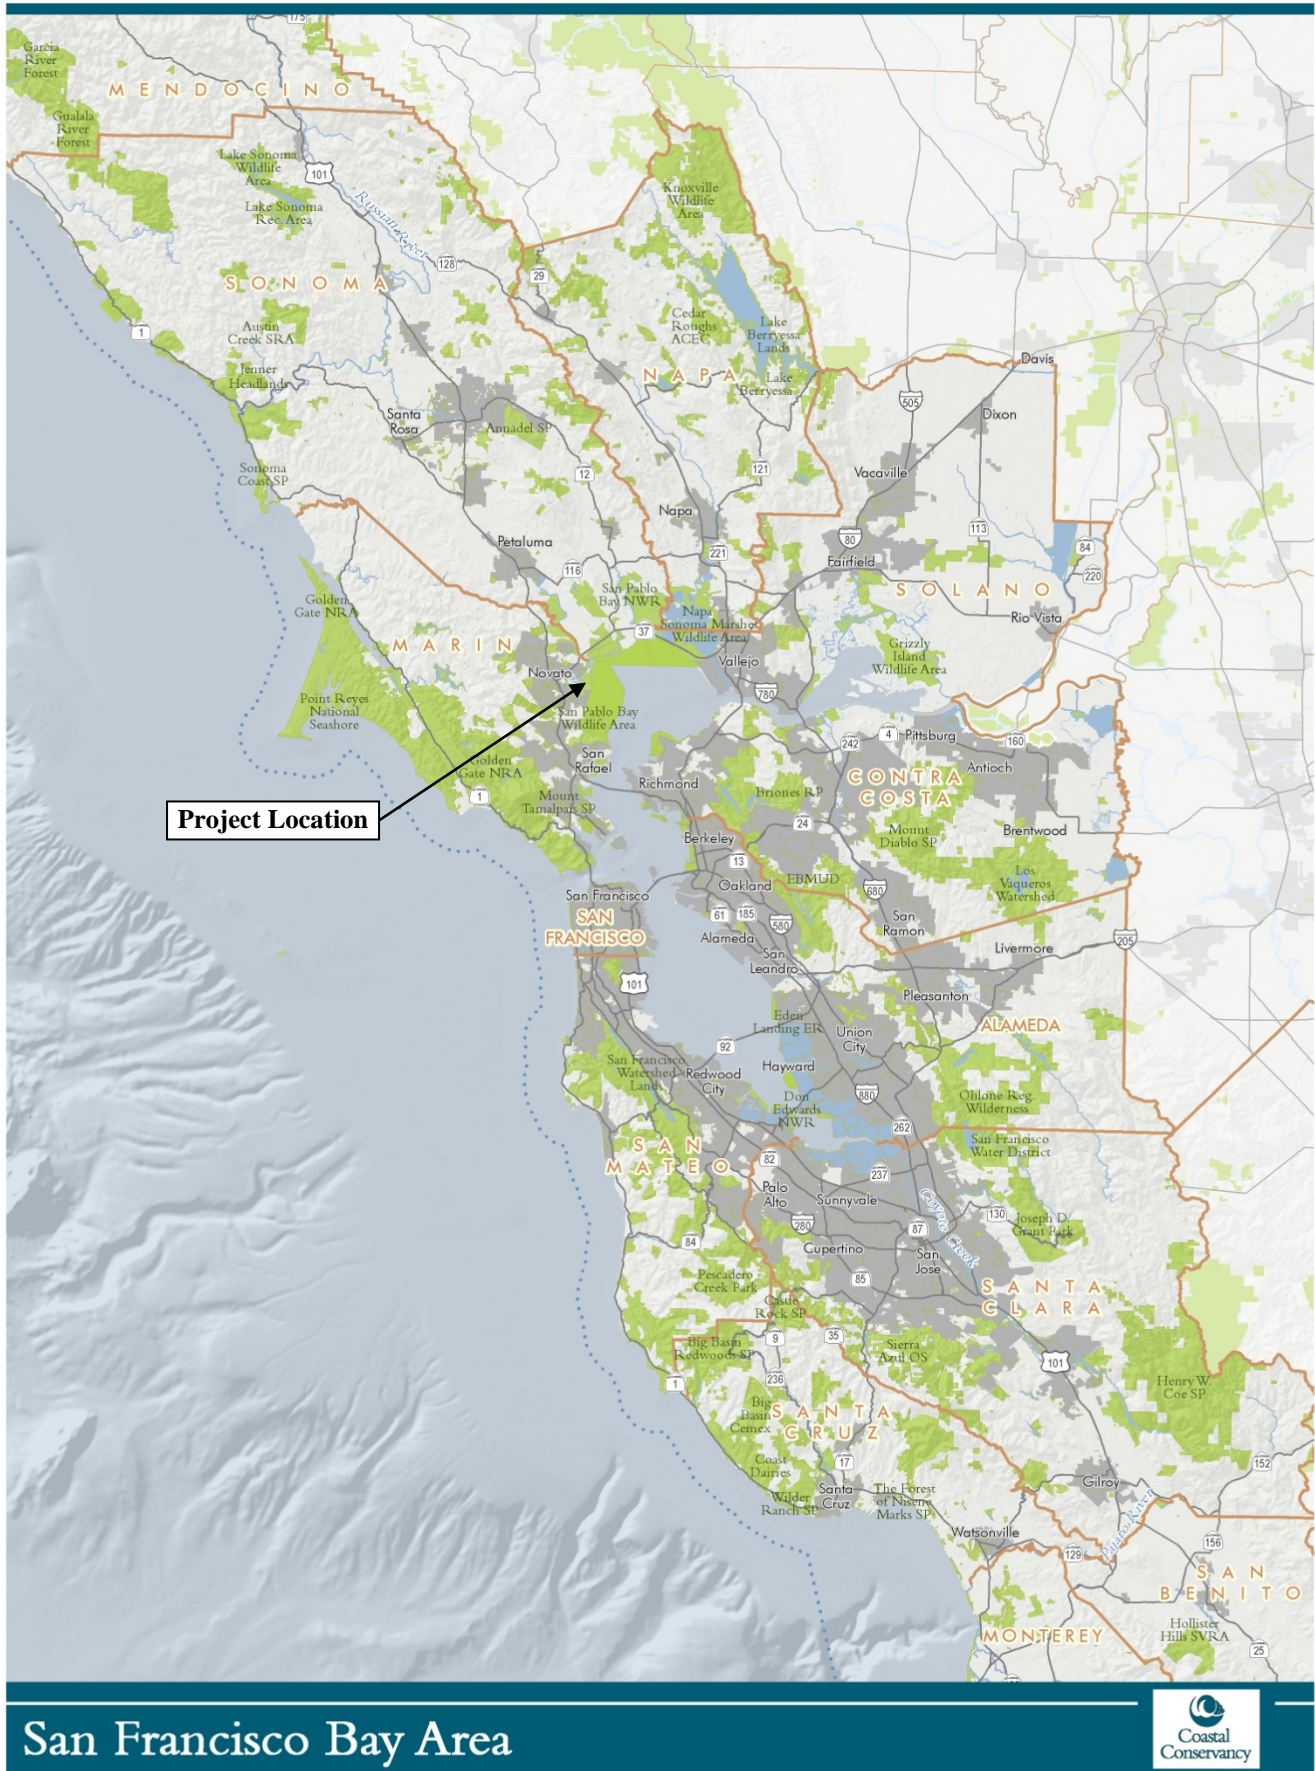 175
Garcia
River
Forest
MENDOCINO
Gualala
River
Forest
Lake Sonoma
Wildlife
Area
101
Lake Sonoma
Rec. Area
Russian River
Knoxville
Wildlife
Area
128
29
SONOMA
1
Austin
Creek SRA
Cedar
Roughs
ACEC
Lake
Berryessa
Lands
Jenner
Headlands
NAPA
Lake
Berryessa
Davis
505
Dixon
Santa
Rosa
Annadel SP
Sonoma
Coast SP
12
121
Vacaville
Napa
113
80
Petaluma
221
84
Fairfield
116
220
San Pablo
Bay NWR
SOLANO
Golden
Gate NRA
Napa
Sonoma Marshes
Wildlife Area
Rio Vista
37
MARIN
Grizzly
Island
Wildlife Area
Novato
Vallejo
780
Point Reyes
National
Seashore
San Pablo Bay
Wildlife Area
242
4
Pittsburg
160
San
Rafael
Golden
Gate NRA
Richmond
CONTRA
COSTA
Antioch
1
Mount
Tamalpais SP
Briones RP
Project Location
24
Mount
Diablo SP
Brentwood
Berkeley
13
Los
Vaqueros
Watershed
Oakland
EBMUD
680
San Francisco
SAN
FRANCISCO
61
185
580
San
Ramon
Alameda
205
Livermore
San
Leandro
101
Pleasanton
Eden
Landing ER
Union
City
ALAMEDA
92
San Francisco
Watershed
Lands
Redwood
City
Hayward
880
Don
Edwards
NWR
Ohlone Reg.
Wilderness
262
San Francisco
Water District
SAN
MATEO
82
237
Palo
Alto
Sunnyvale
Coyote Creek
130
Joseph D.
Grant Park
280
87
84
Cupertino
San
Jose
85
Pescadero
Creek Park
SANTA
CLARA
Castle
Rock SP
9
35
Big Basin
Redwoods SP
Sierra
Azul OS
101
1
236
Henry W.
Coe SP
Big
Basin
Cemex
SANTA
CRUZ
Coast
Dairies
17
152
Gilroy
Wilder
Ranch SP
Santa
Cruz
The Forest
of Nisene
Marks SP
Pajaro River
Watsonville
129
156
SAN
BENITO
MONTEREY
Hollister
Hills SVRA
25
San Francisco Bay Area
Coastal
Conservancy